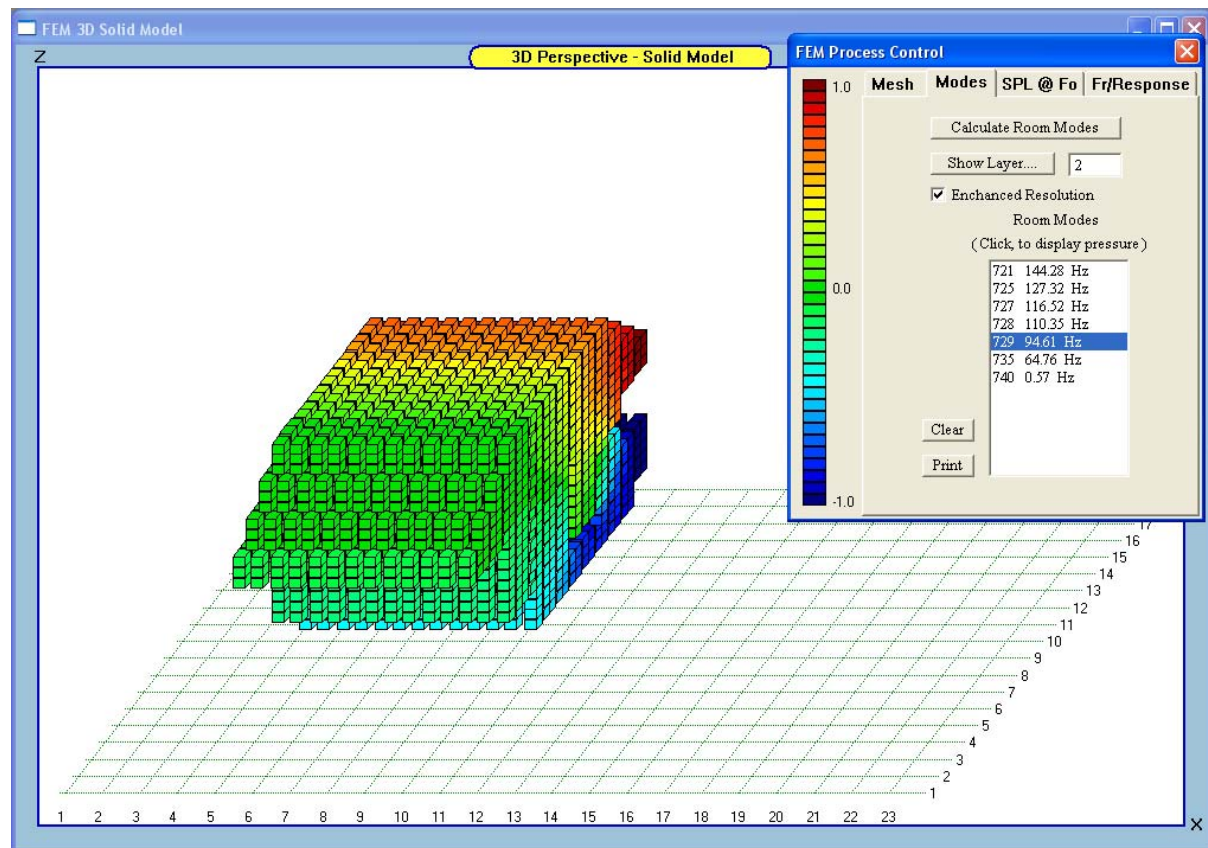 FEM 3D Solid Model
Z
3D Perspective - Solid Model
FEM Process Control
1.0
0.0
-1.0
Mesh
Modes
SPL @ Fo
Fr/Response
Calculate Room Modes
Show Layer....
2
Enchanced Resolution
Room Modes
(Click, to display pressure)
721 144.28 Hz
725 127.32 Hz
727 116.52 Hz
728 110.35 Hz
729 94.61 Hz
735 64.76 Hz
740 0.57 Hz
Clear
Print
17
16
15
14
13
12
11
10
9
8
7
6
5
4
3
2
1
1 2 3 4 5 6 7 8 9 10 11 12 13 14 15 16 17 18 19 20 21 22 23
X